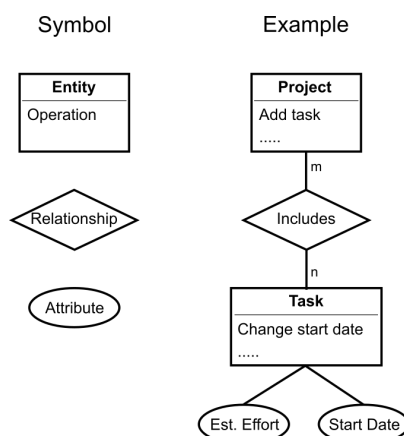 Symbol
Example
Entity
Operation
Project
Add task
.....
m
Relationship
Includes
n
Attribute
Task
Change start date
.....
Est. Effort
Start Date